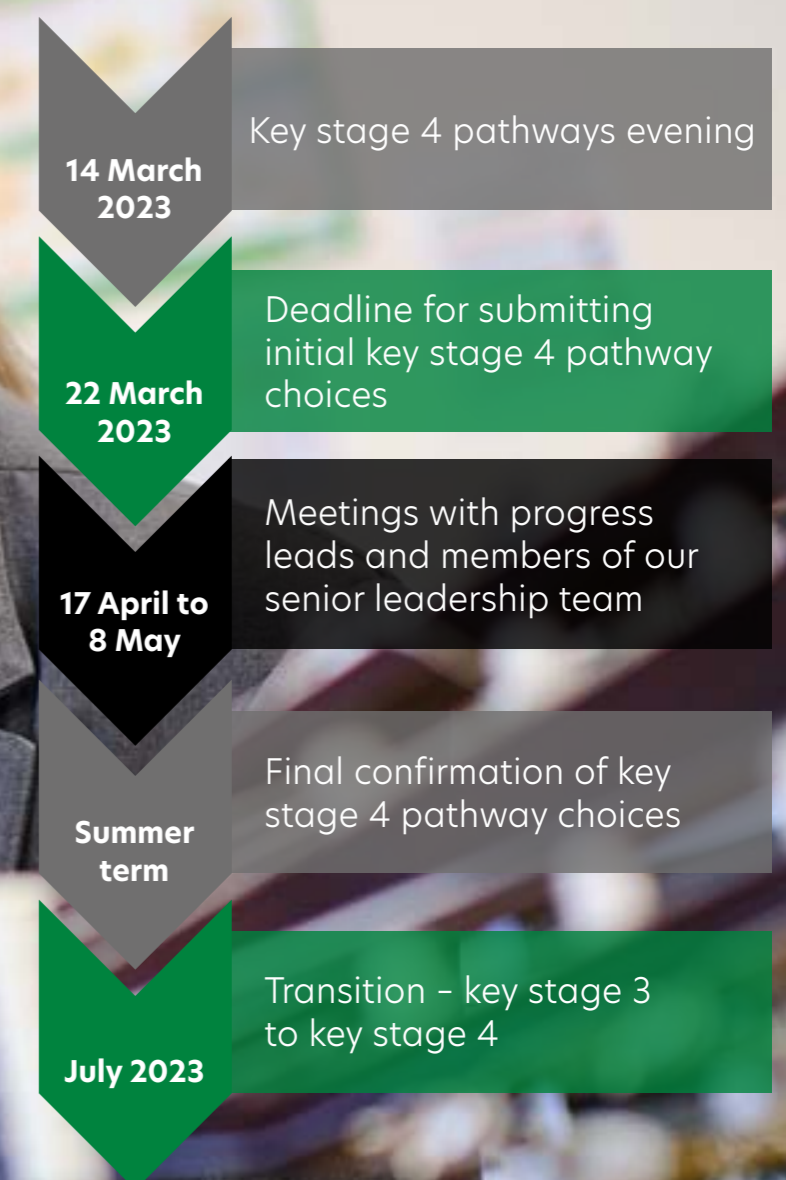 14 March
2023
Key stage 4 pathways evening
22 March
2023
Deadline for submitting
initial key stage 4 pathway
choices
17 April to
8 May
Meetings with progress
leads and members of our
senior leadership team
Summer
term
Final confirmation of key
stage 4 pathway choices
July 2023
Transition – key stage 3
to key stage 4